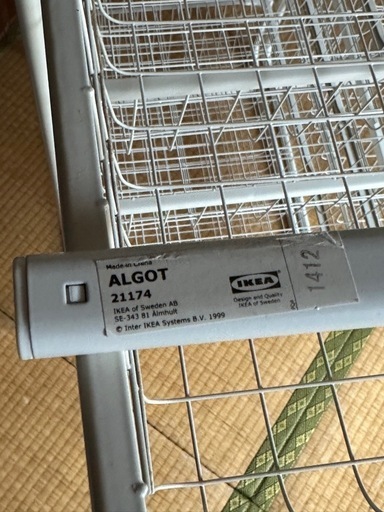 Made in China
ALGOT
21174
IKEA of Sweden AB
SE-343 81 Älmhult
© Inter IKEA Systems B.V. 1999
IKEA
Design and Quality
IKEA of Sweden
1412